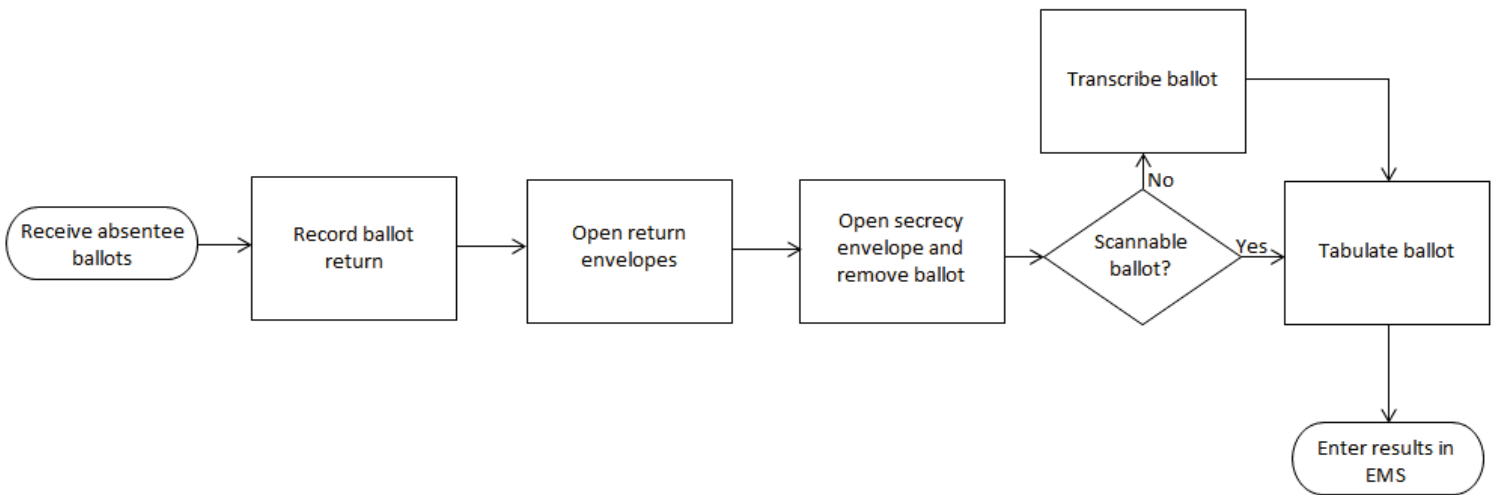 Receive absentee
ballots
Record ballot
return
Open return
envelopes
Open secrecy
envelope and
remove ballot
Scannable
ballot?
No
Transcribe ballot
Yes
Tabulate ballot
Enter results in
EMS